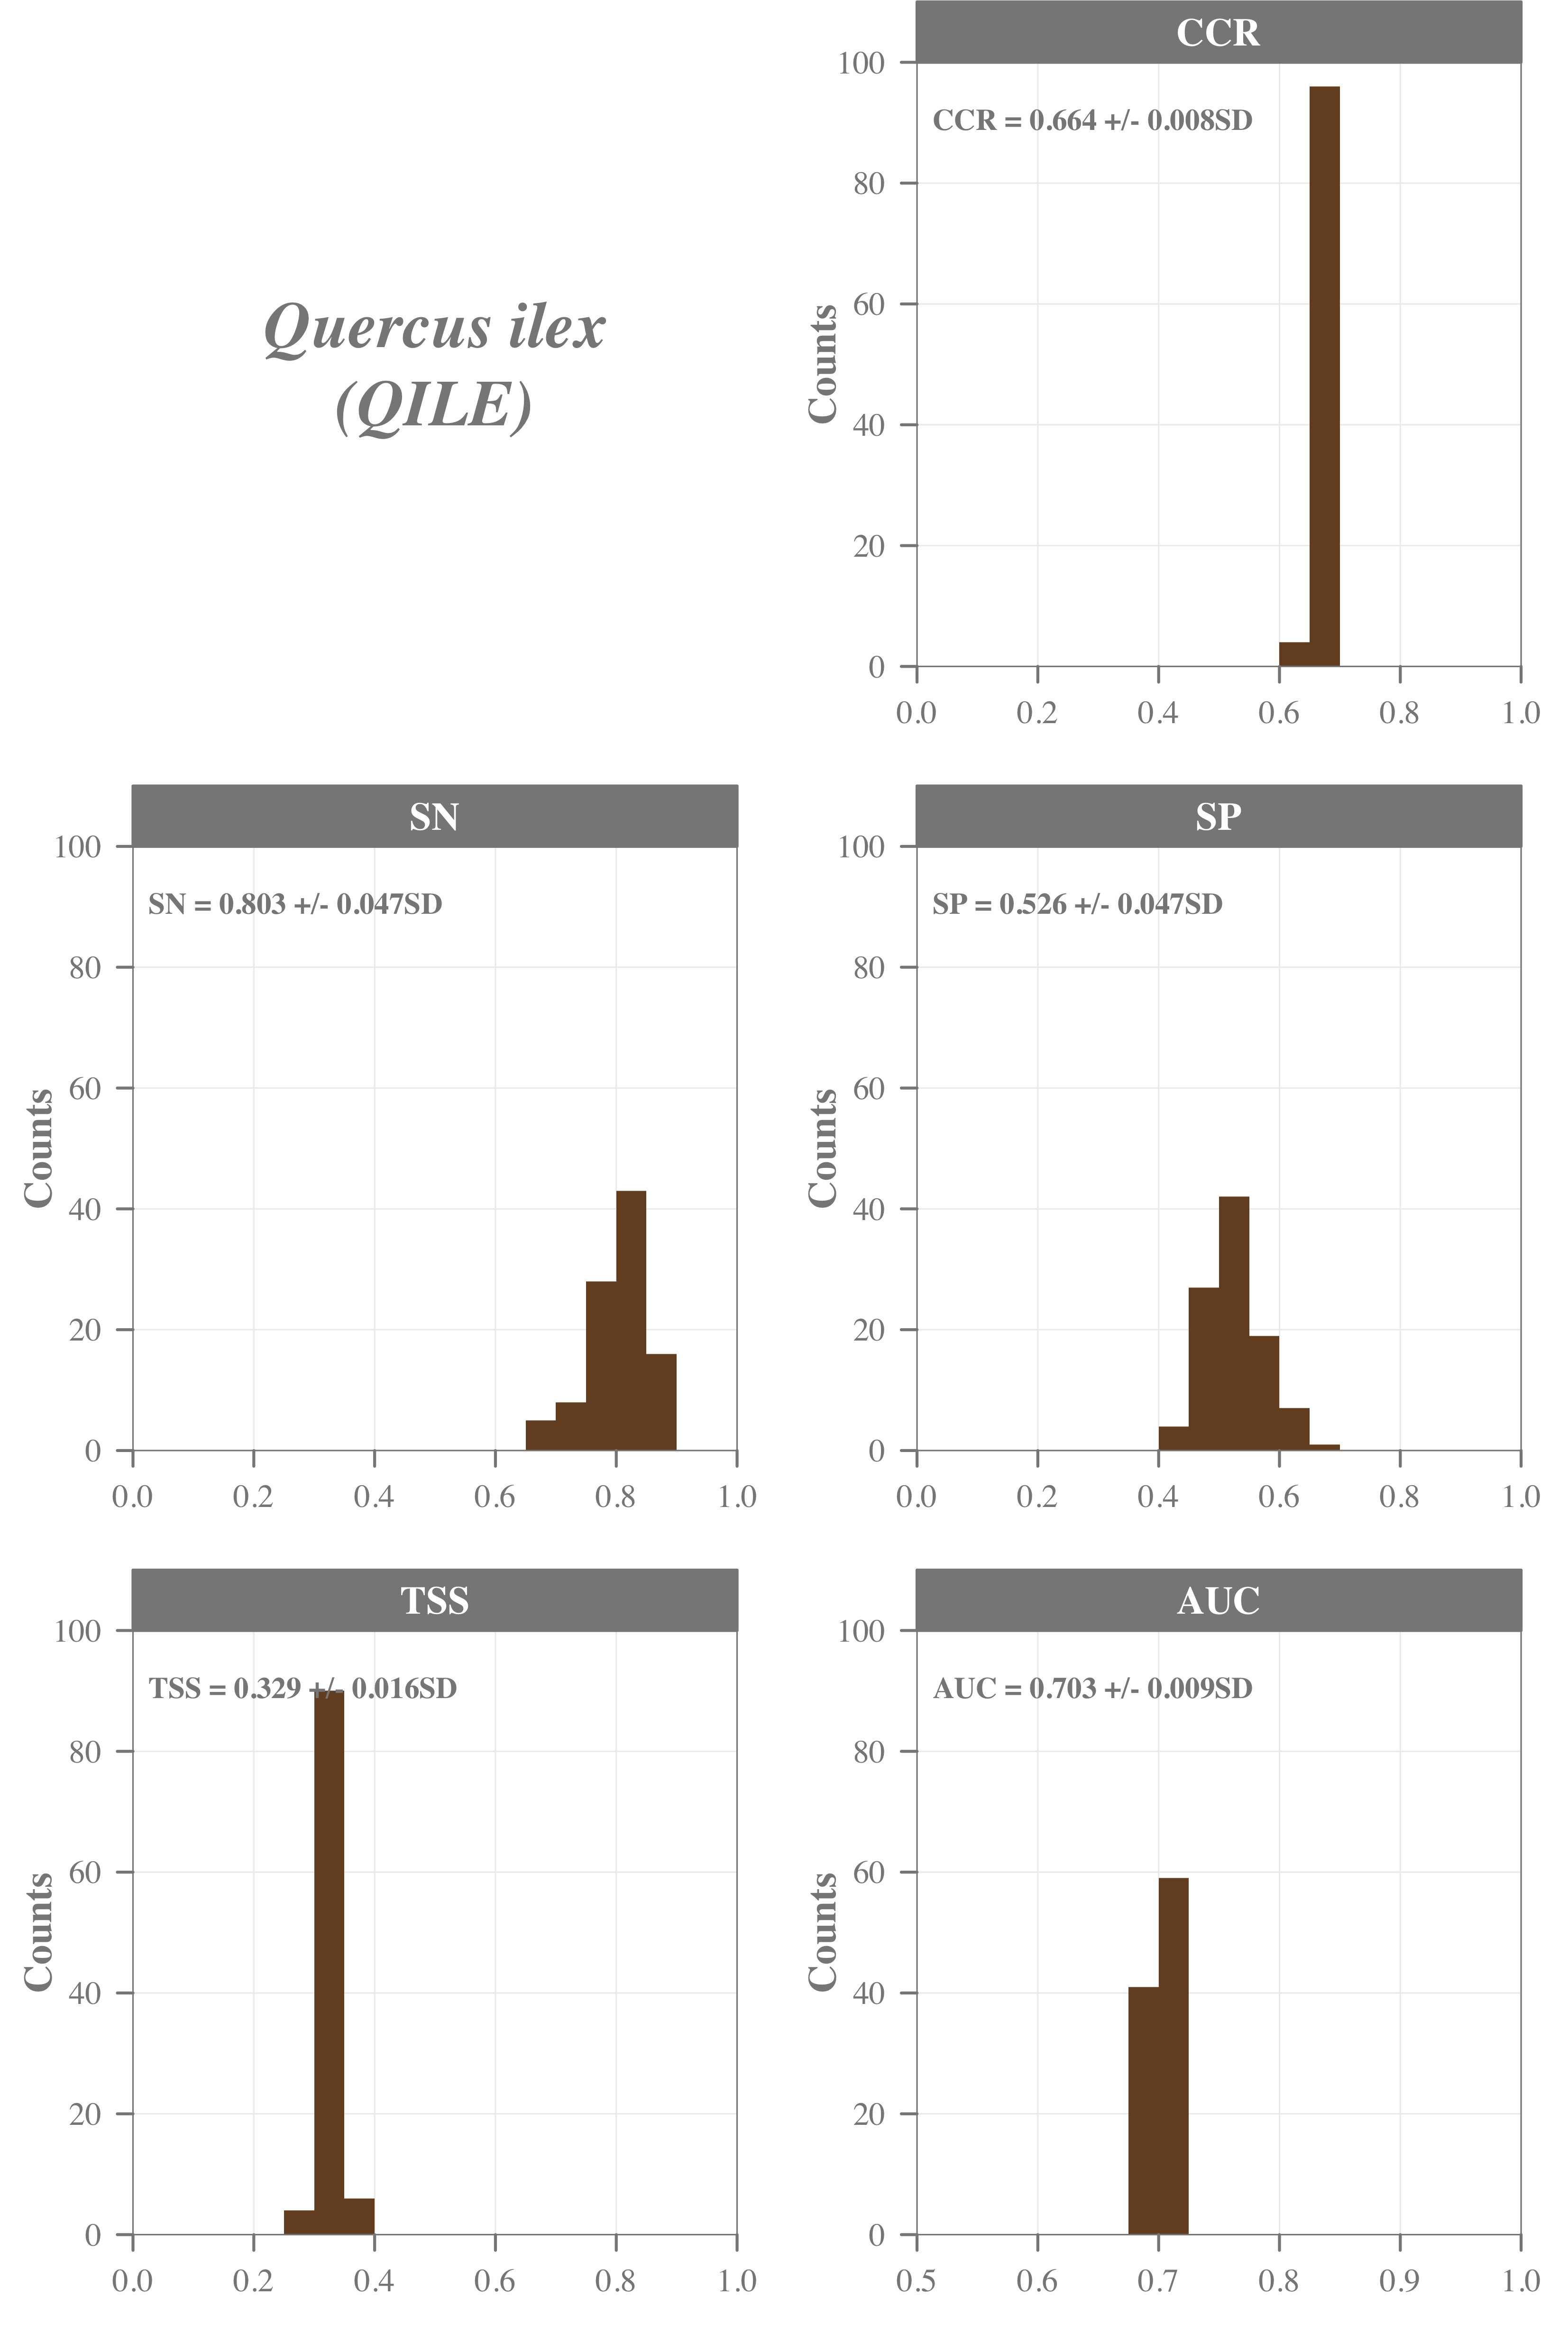 Quercus ilex
(QILE)
CCR
CCR = 0.664 +/- 0.008SD
Counts
100
80
60
40
20
0
0.0 0.2 0.4 0.6 0.8 1.0
SN
SN = 0.803 +/- 0.047SD
Counts
100
80
60
40
20
0
0.0 0.2 0.4 0.6 0.8 1.0
SP
SP = 0.526 +/- 0.047SD
Counts
100
80
60
40
20
0
0.0 0.2 0.4 0.6 0.8 1.0
TSS
TSS = 0.329 +/- 0.016SD
Counts
100
80
60
40
20
0
0.0 0.2 0.4 0.6 0.8 1.0
AUC
AUC = 0.703 +/- 0.009SD
Counts
100
80
60
40
20
0
0.5 0.6 0.7 0.8 0.9 1.0